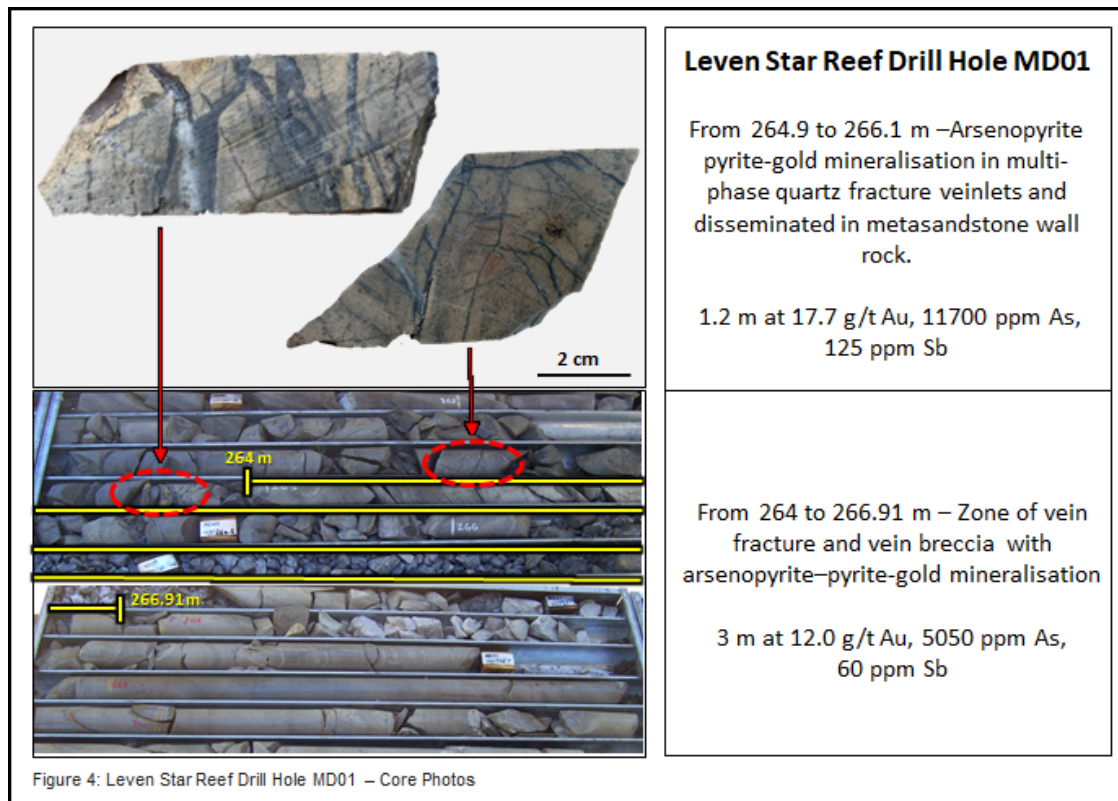 2 cm
264 m
266
266.91m
Leven Star Reef Drill Hole MD01
From 264.9 to 266.1 m –Arsenopyrite
pyrite-gold mineralisation in multi-
phase quartz fracture veinlets and
disseminated in metasandstone wall
rock.
1.2 m at 17.7 g/t Au, 11700 ppm As,
125 ppm Sb
From 264 to 266.91 m – Zone of vein
fracture and vein breccia with
arsenopyrite–pyrite-gold mineralisation
3 m at 12.0 g/t Au, 5050 ppm As,
60 ppm Sb
Figure 4: Leven Star Reef Drill Hole MD01 – Core Photos